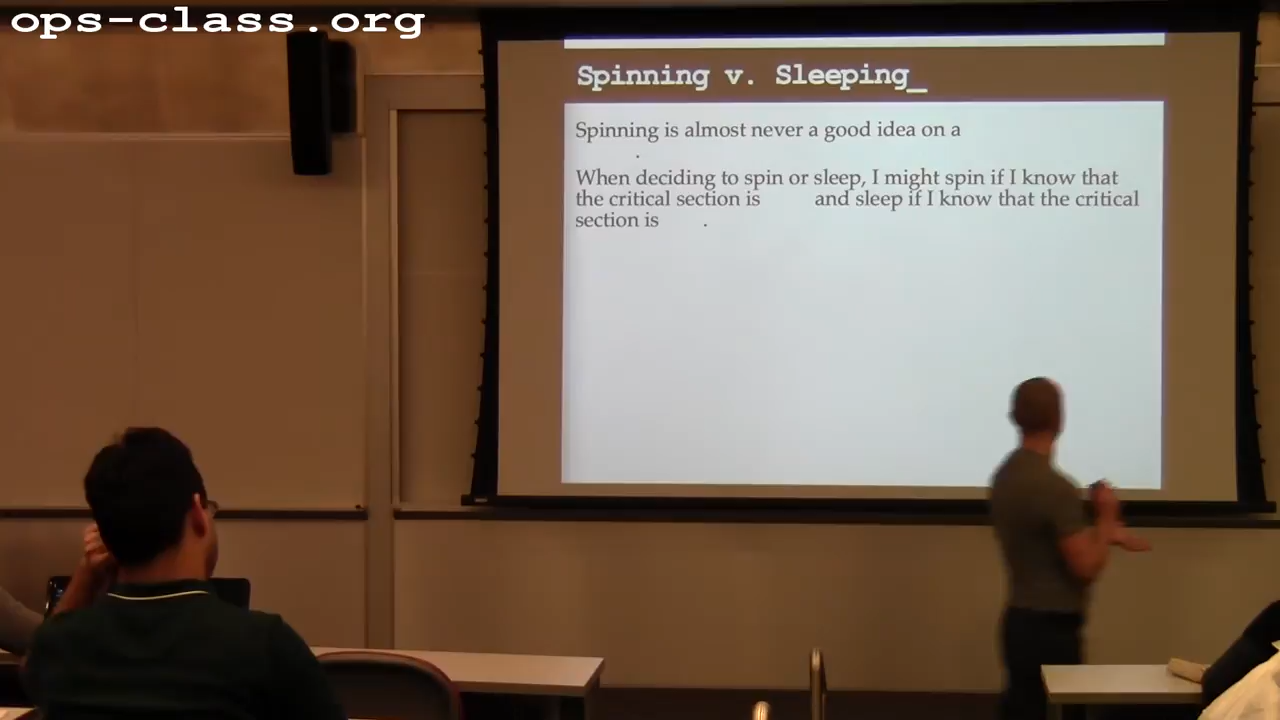 ops-class.org
Spinning v. Sleeping_
Spinning is almost never a good idea on a
.
When deciding to spin or sleep, I might spin if I know that
the critical section is and sleep if I know that the critical
section is .